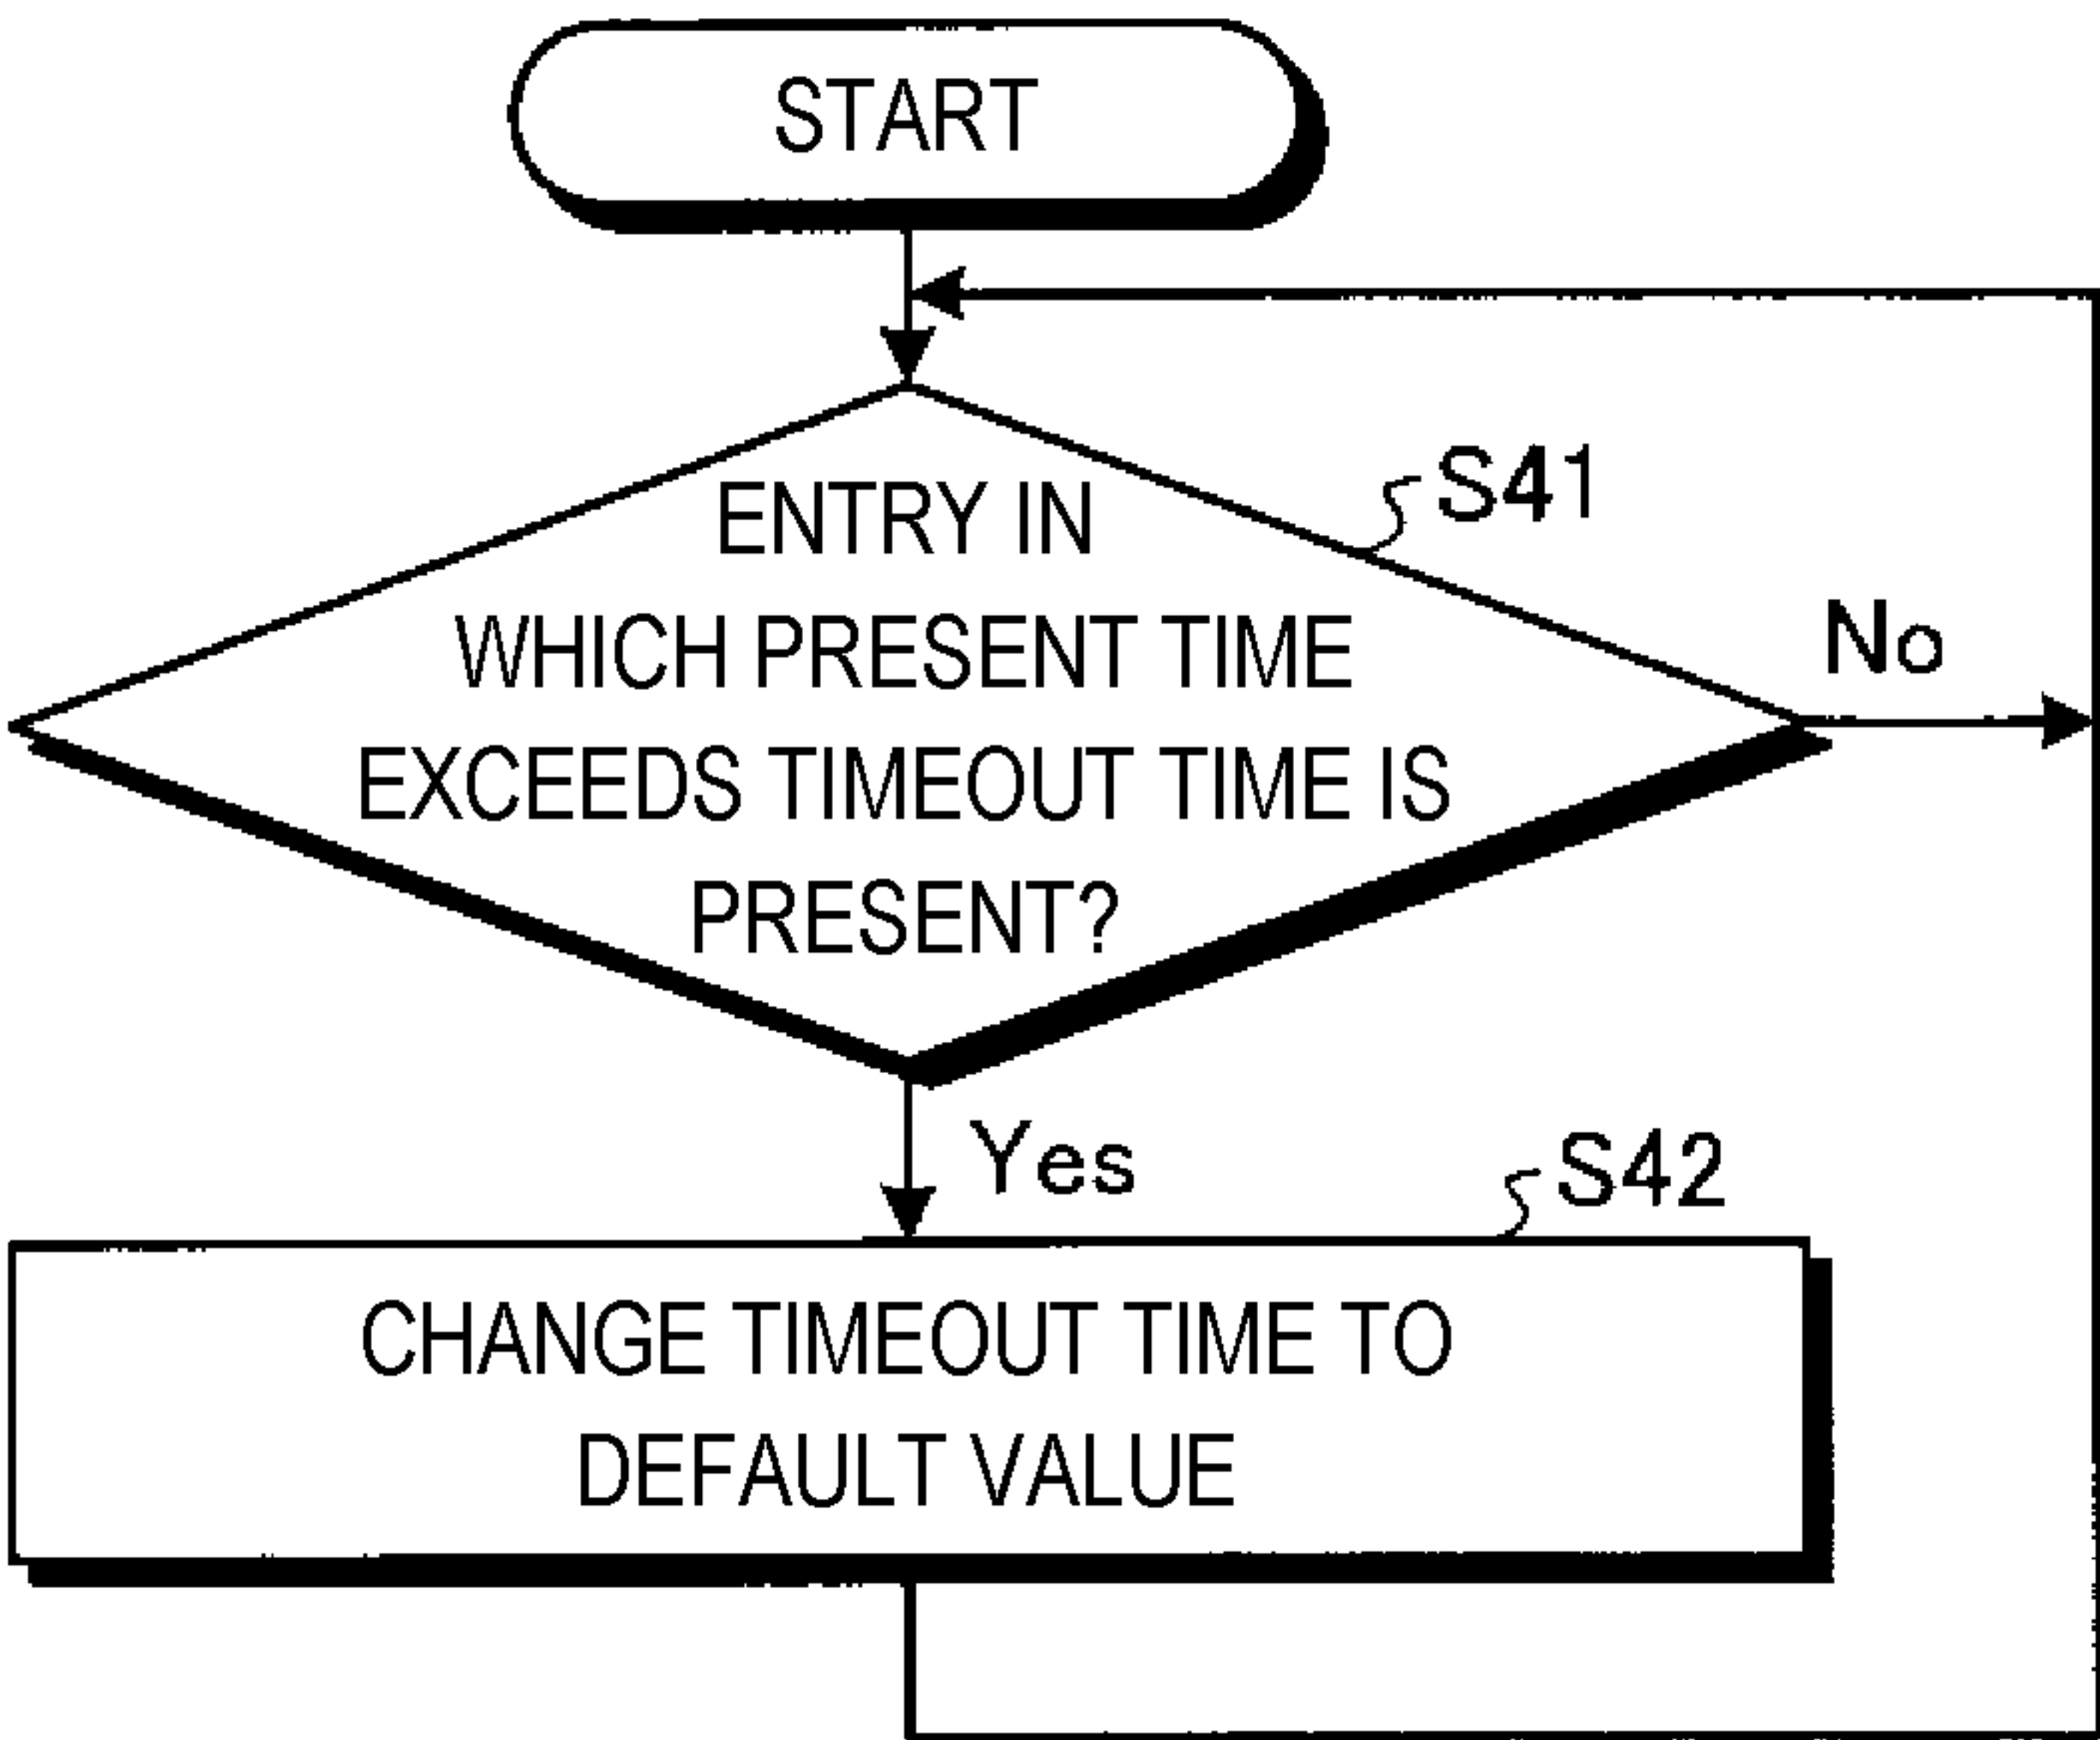 START
S41
ENTRY IN
WHICH PRESENT TIME
EXCEEDS TIMEOUT TIME IS
PRESENT?
No
Yes
S42
CHANGE TIMEOUT TIME TO
DEFAULT VALUE